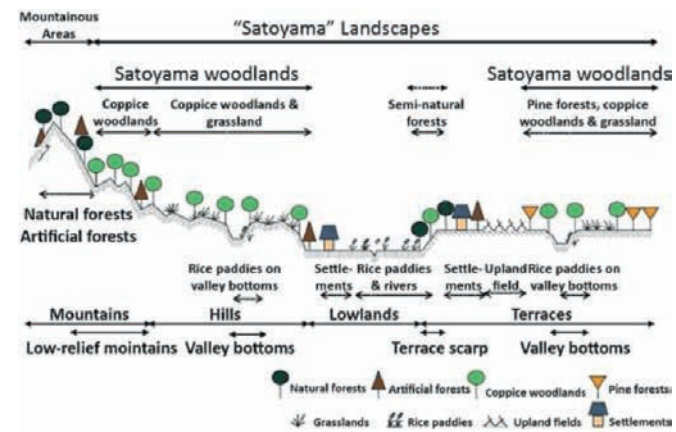 Mountainous
Areas
“Satoyama” Landscapes
Satoyama woodlands
Satoyama woodlands
Coppice
woodlands
Coppice woodlands &
grassland
Semi-natural
forests
Pine forests, coppice
woodlands & grassland
Natural forests
Artificial forests
Rice paddies on
valley bottoms
Settle-
ments
Rice paddies
& rivers
Settle-
ments
Upland
field
Rice paddies on
valley bottoms
Mountains
Hills
Lowlands
Terraces
Low-relief mointains
Valley bottoms
Terrace scarp
Valley bottoms
Natural forests
Artificial forests
Coppice woodlands
Pine forests
Grasslands
Rice paddies
Upland fields
Settlements